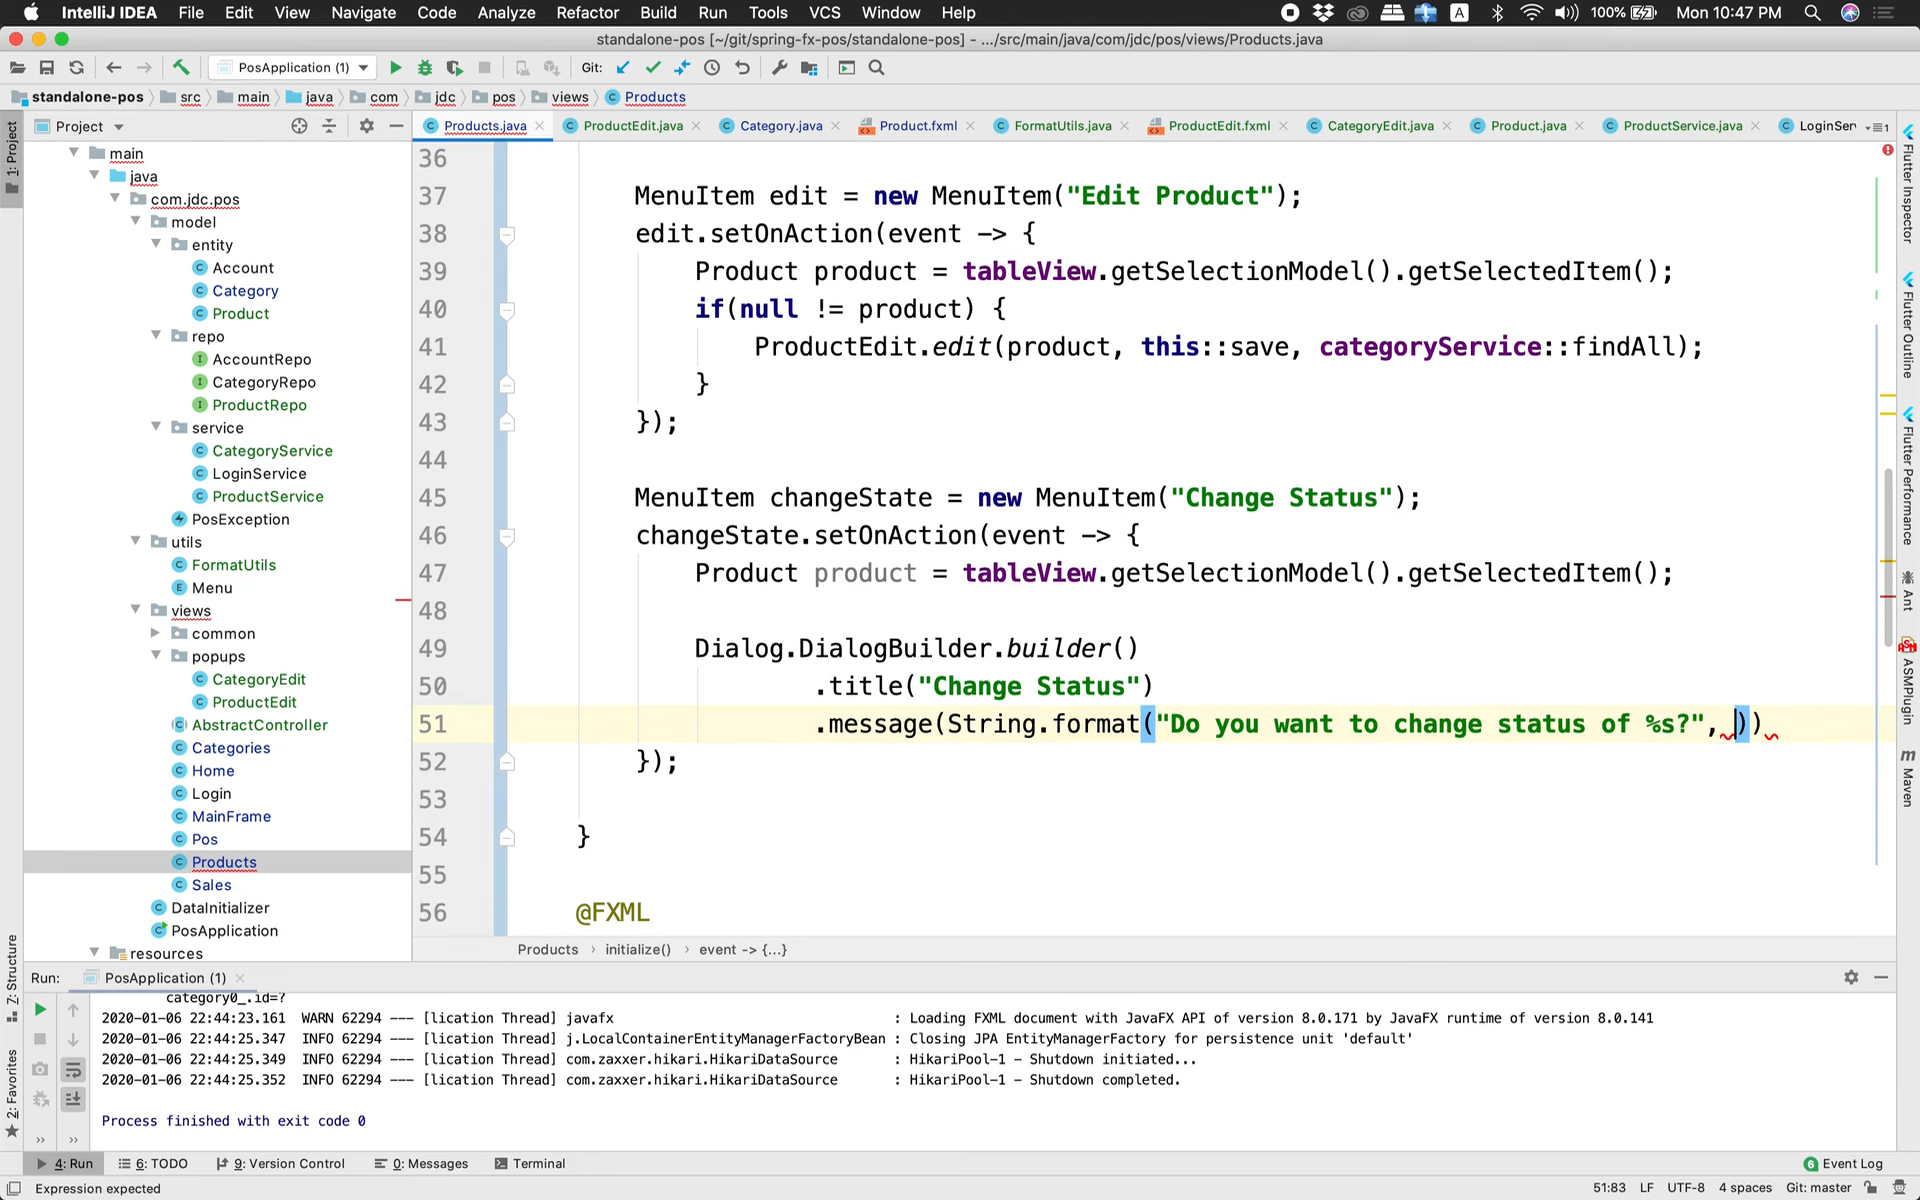 IntelliJ IDEA File Edit View Navigate Code Analyze Refactor Build Run Tools VCS Window Help A 100% Mon 10:47 PM
standalone-pos [~/git/spring-fx-pos/standalone-pos] - .../src/main/java/com/jdc/pos/views/Products.java
PosApplication (1) Git:
standalone-pos src main java com jdc pos views Products
Project
Products.java ProductEdit.java Category.java Product.fxml FormatUtils.java ProductEdit.fxml CategoryEdit.java Product.java ProductService.java LoginSer
1: Project
main
java
com.jdc.pos
model
entity
Account
Category
Product
repo
AccountRepo
CategoryRepo
ProductRepo
service
CategoryService
LoginService
ProductService
PosException
utils
FormatUtils
Menu
views
common
popups
CategoryEdit
ProductEdit
AbstractController
Categories
Home
Login
MainFrame
Pos
Products
Sales
DataInitializer
PosApplication
resources
36
37 MenuItem edit = new MenuItem("Edit Product");
38 edit.setOnAction(event -> {
39 Product product = tableView.getSelectionModel().getSelectedItem();
40 if(null != product) {
41 ProductEdit.edit(product, this::save, categoryService::findAll);
42 }
43 });
44
45 MenuItem changeState = new MenuItem("Change Status");
46 changeState.setOnAction(event -> {
47 Product product = tableView.getSelectionModel().getSelectedItem();
48
49 Dialog.DialogBuilder.builder()
50 .title("Change Status")
51 .message(String.format("Do you want to change status of %s?", ))
52 });
53
54 }
55
56 @FXML
Products initialize() event -> {...}
Flutter Inspector
Flutter Outline
Flutter Performance
Ant
ASMPlugin
Maven
Z: Structure
2: Favorites
Run: PosApplication (1)
category0_.id=?
2020-01-06 22:44:23.161 WARN 62294 --- [lication Thread] javafx : Loading FXML document with JavaFX API of version 8.0.171 by JavaFX runtime of version 8.0.141
2020-01-06 22:44:25.347 INFO 62294 --- [lication Thread] j.LocalContainerEntityManagerFactoryBean : Closing JPA EntityManagerFactory for persistence unit 'default'
2020-01-06 22:44:25.349 INFO 62294 --- [lication Thread] com.zaxxer.hikari.HikariDataSource : HikariPool-1 - Shutdown initiated...
2020-01-06 22:44:25.352 INFO 62294 --- [lication Thread] com.zaxxer.hikari.HikariDataSource : HikariPool-1 - Shutdown completed.
Process finished with exit code 0
4: Run 6: TODO 9: Version Control 0: Messages Terminal 6 Event Log
Expression expected 51:83 LF UTF-8 4 spaces Git: master